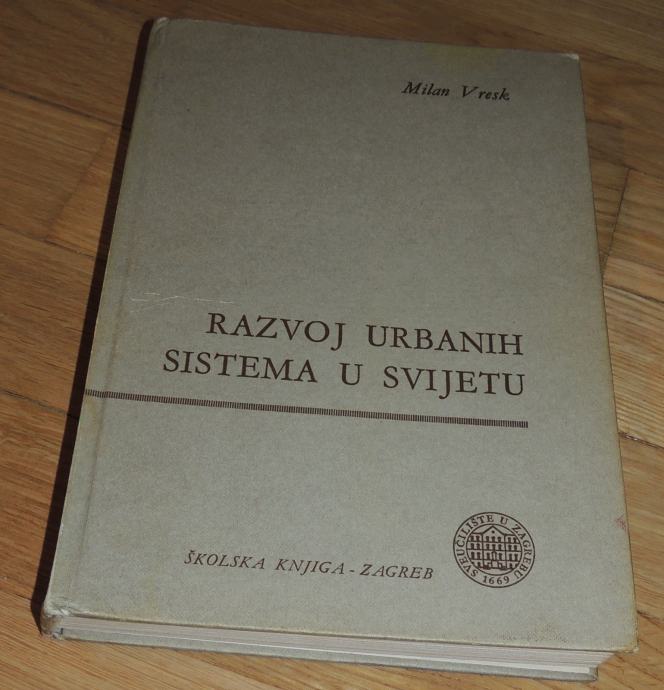 Milan Vresk
RAZVOJ URBANIH
SISTEMA U SVIJETU
ŠKOLSKA KNJIGA - ZAGREB
SVEUČILIŠTE U ZAGREBU
1669